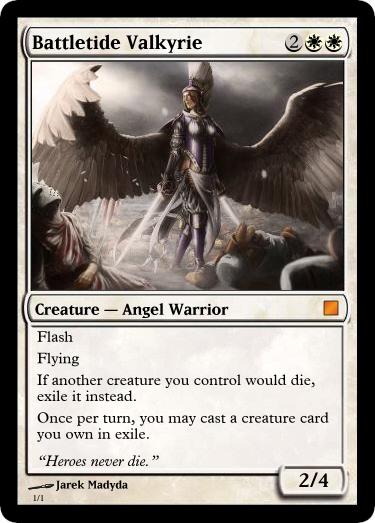 Battletide Valkyrie 2
Creature — Angel Warrior
Flash
Flying
If another creature you control would die,
exile it instead.
Once per turn, you may cast a creature card
you own in exile.
“Heroes never die.”
2/4
Jarek Madyda
1/1